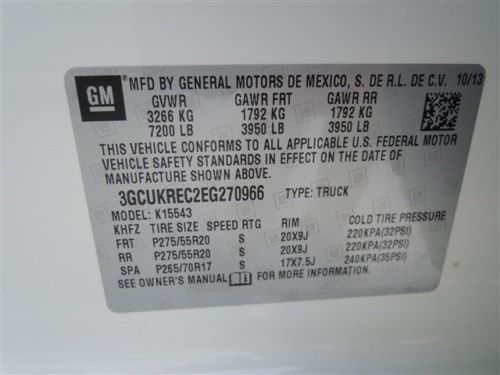 GM
MFD BY GENERAL MOTORS DE MEXICO, S. DE R.L. DE C.V. 10/13
GVWR GAWR FRT GAWR RR
3266 KG 1792 KG 1792 KG
7200 LB 3950 LB 3950 LB
THIS VEHICLE CONFORMS TO ALL APPLICABLE U.S. FEDERAL MOTOR
VEHICLE SAFETY STANDARDS IN EFFECT ON THE DATE OF
MANUFACTURE SHOWN ABOVE.
3GCUKREC2EG270966 TYPE: TRUCK
MODEL: K15543
KHFZ TIRE SIZE SPEED RTG RIM COLD TIRE PRESSURE
FRT P275/55R20 S 20X9J 220KPA(32PSI)
RR P275/55R20 S 20X9J 220KPA(32PSI)
SPA P265/70R17 S 17X7.5J 240KPA(35PSI)
SEE OWNER'S MANUAL FOR MORE INFORMATION.